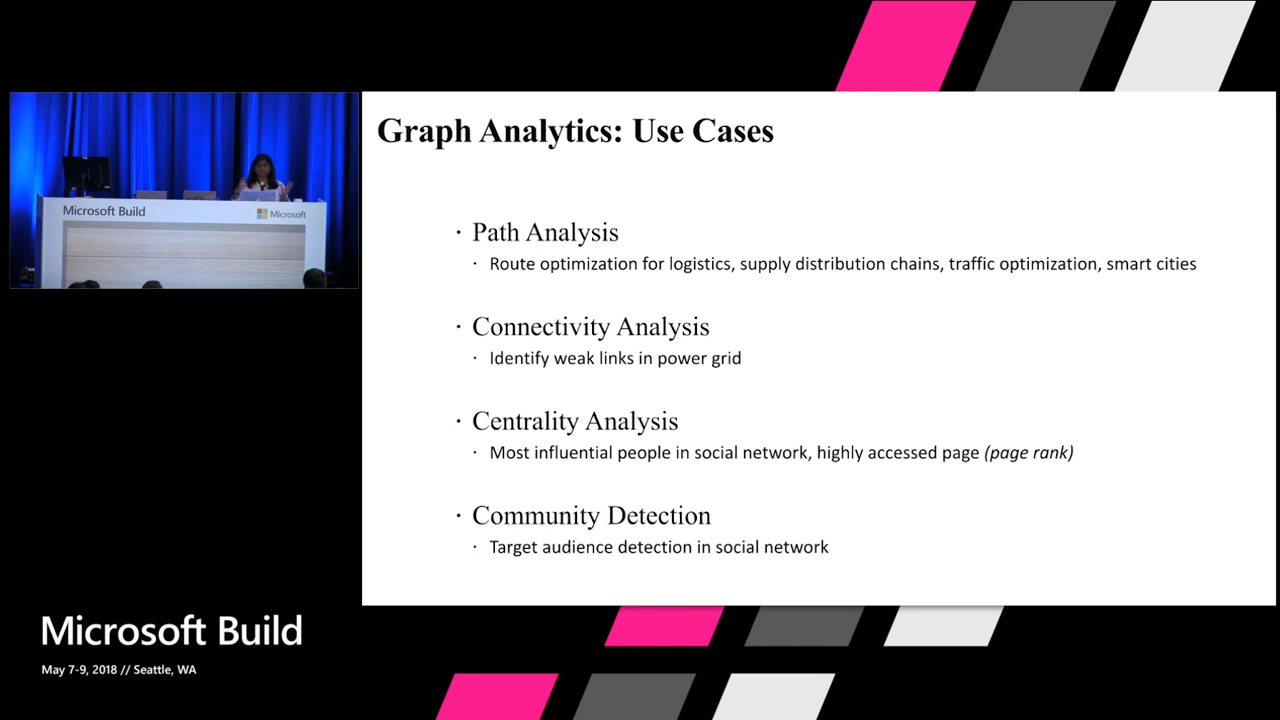 Graph Analytics: Use Cases
Microsoft Build
Microsoft
· Path Analysis
· Route optimization for logistics, supply distribution chains, traffic optimization, smart cities
· Connectivity Analysis
· Identify weak links in power grid
· Centrality Analysis
· Most influential people in social network, highly accessed page (page rank)
· Community Detection
· Target audience detection in social network
Microsoft Build
May 7-9, 2018 // Seattle, WA